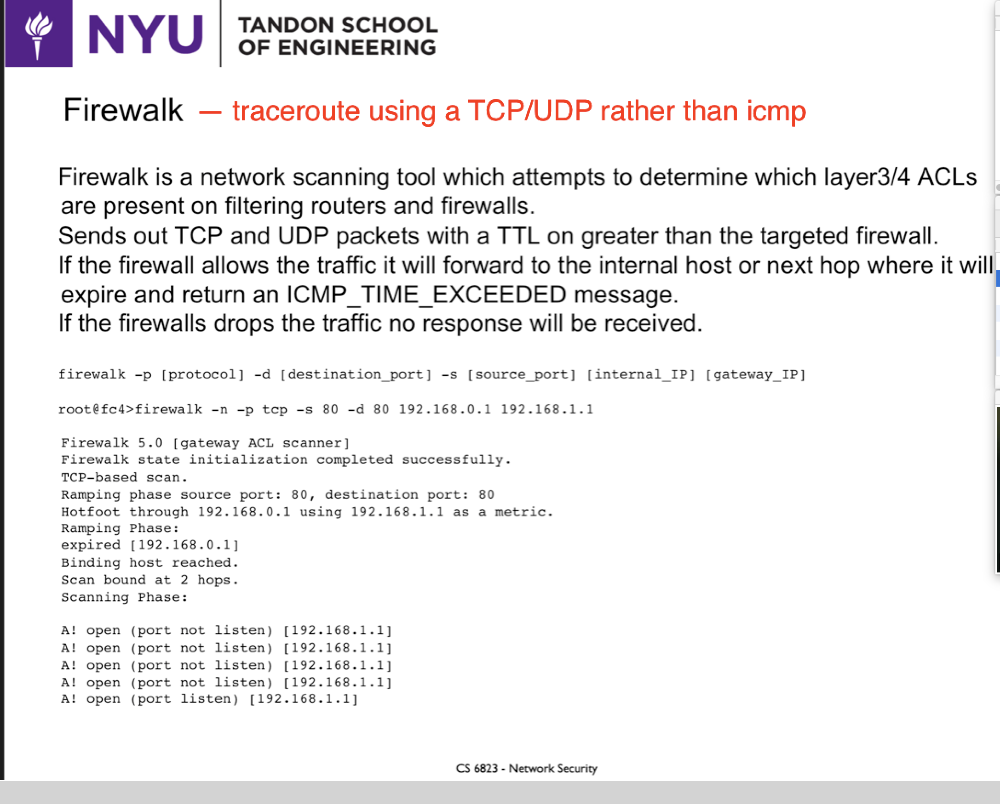 NYU
TANDON SCHOOL
OF ENGINEERING
Firewalk — traceroute using a TCP/UDP rather than icmp
Firewalk is a network scanning tool which attempts to determine which layer3/4 ACLs
are present on filtering routers and firewalls.
Sends out TCP and UDP packets with a TTL on greater than the targeted firewall.
If the firewall allows the traffic it will forward to the internal host or next hop where it will
expire and return an ICMP_TIME_EXCEEDED message.
If the firewalls drops the traffic no response will be received.
firewalk -p [protocol] -d [destination_port] -s [source_port] [internal_IP] [gateway_IP]
root@fc4>firewalk -n -p tcp -s 80 -d 80 192.168.0.1 192.168.1.1
Firewalk 5.0 [gateway ACL scanner]
Firewalk state initialization completed successfully.
TCP-based scan.
Ramping phase source port: 80, destination port: 80
Hotfoot through 192.168.0.1 using 192.168.1.1 as a metric.
Ramping Phase:
expired [192.168.0.1]
Binding host reached.
Scan bound at 2 hops.
Scanning Phase:
A! open (port not listen) [192.168.1.1]
A! open (port not listen) [192.168.1.1]
A! open (port not listen) [192.168.1.1]
A! open (port not listen) [192.168.1.1]
A! open (port listen) [192.168.1.1]
CS 6823 - Network Security